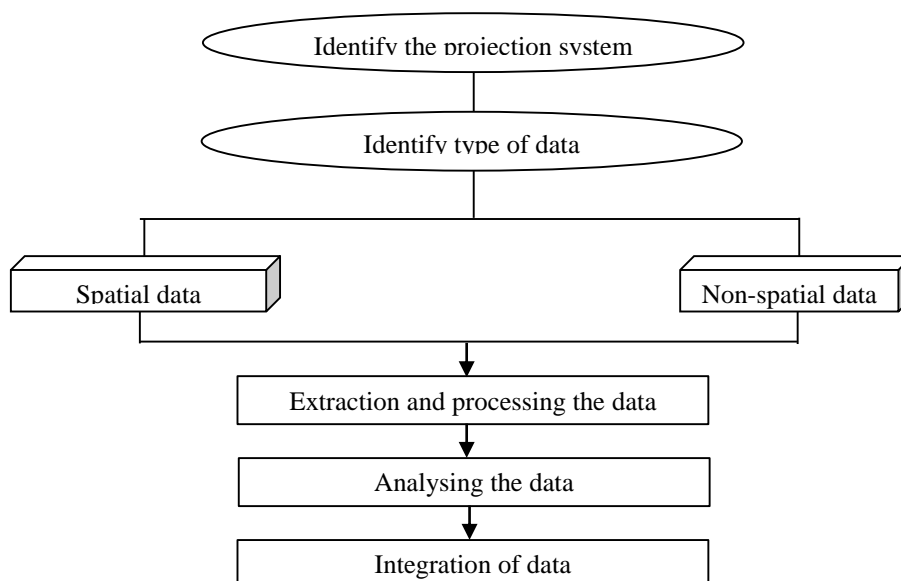 Identify the projection system
Identify type of data
Spatial data
Non-spatial data
Extraction and processing the data
Analysing the data
Integration of data